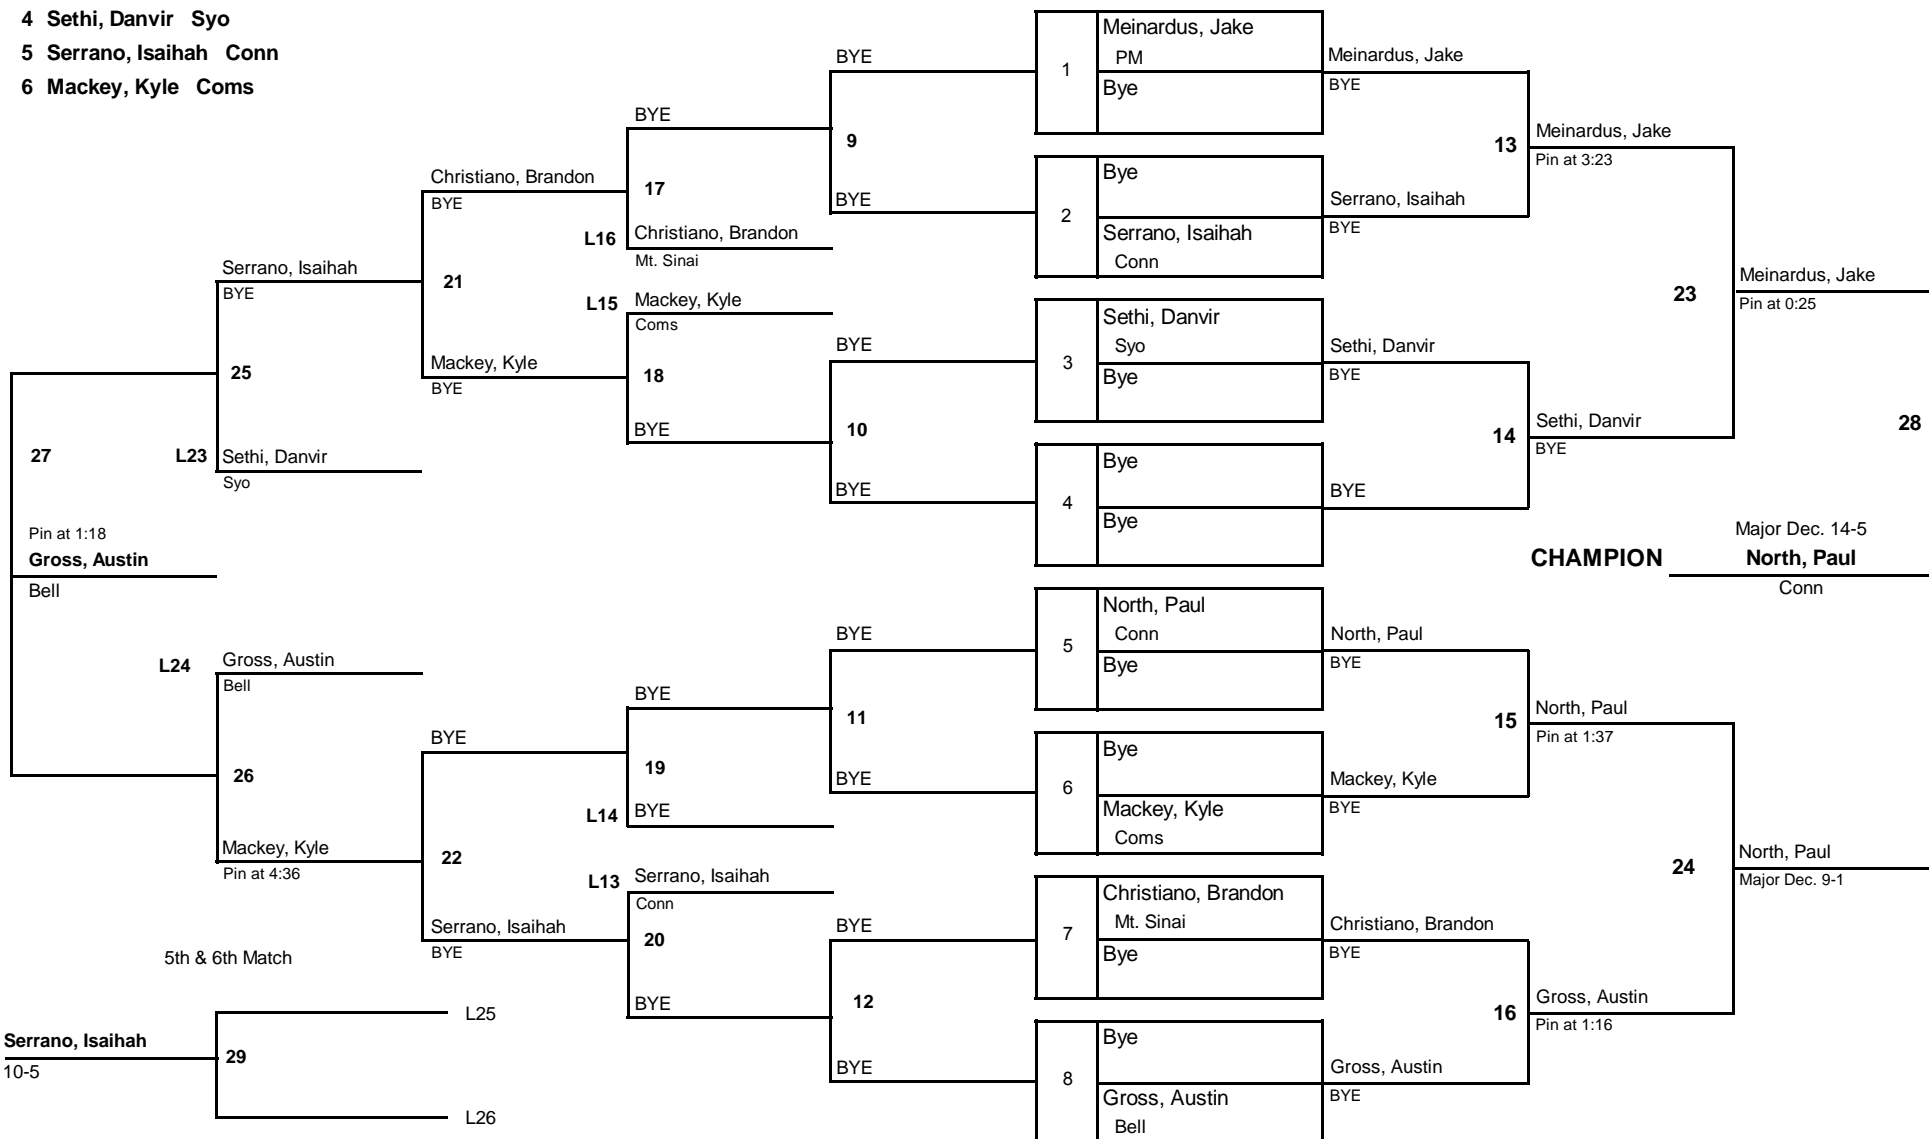 4 Sethi, Danvir Syo
5 Serrano, Isaihah Conn
6 Mackey, Kyle Coms
Meinardus, Jake
1
PM
Bye
BYE
Meinardus, Jake
BYE
BYE
9
13
Meinardus, Jake
Pin at 3:23
Christiano, Brandon
BYE
17
BYE
2
Bye
Serrano, Isaihah
Conn
Serrano, Isaihah
BYE
L16
Christiano, Brandon
Mt. Sinai
Serrano, Isaihah
BYE
21
L15
Mackey, Kyle
Coms
23
Meinardus, Jake
Pin at 0:25
3
Sethi, Danvir
Syo
Bye
BYE
Sethi, Danvir
BYE
25
Mackey, Kyle
BYE
18
BYE
10
14
Sethi, Danvir
BYE
28
27
L23
Sethi, Danvir
Syo
BYE
4
Bye
Bye
BYE
Pin at 1:18
Gross, Austin
Bell
CHAMPION
Major Dec. 14-5
North, Paul
Conn
5
North, Paul
Conn
Bye
BYE
North, Paul
BYE
L24
Gross, Austin
Bell
BYE
11
15
North, Paul
Pin at 1:37
BYE
26
19
BYE
6
Bye
Mackey, Kyle
Coms
Mackey, Kyle
BYE
L14
BYE
Mackey, Kyle
Pin at 4:36
22
24
North, Paul
Major Dec. 9-1
L13
Serrano, Isaihah
Conn
7
Christiano, Brandon
Mt. Sinai
Bye
Serrano, Isaihah
BYE
20
BYE
Christiano, Brandon
BYE
5th & 6th Match
BYE
12
16
Gross, Austin
Pin at 1:16
L25
Serrano, Isaihah
10-5
29
BYE
8
Bye
Gross, Austin
Bell
Gross, Austin
BYE
L26